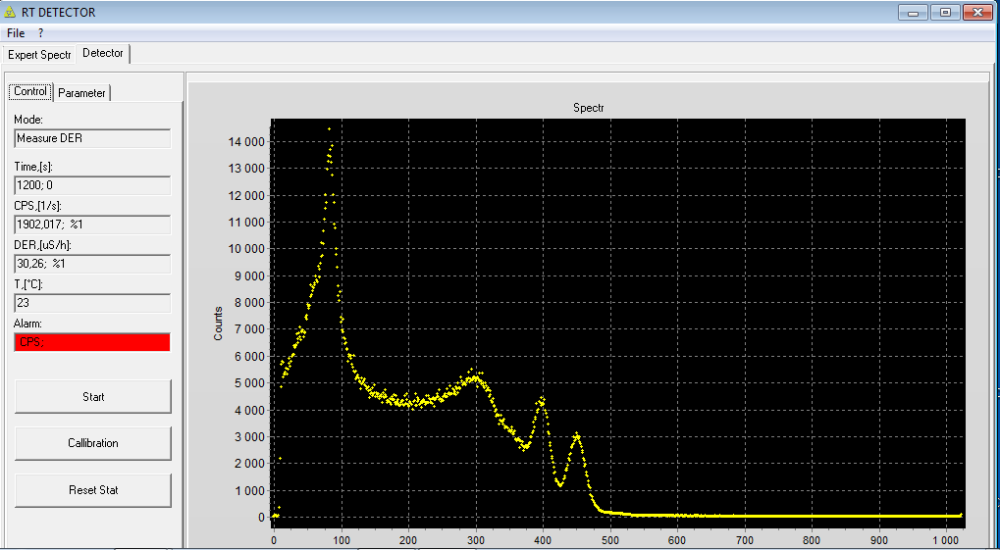 RT DETECTOR
File ?
Expert Spectr Detector
Control Parameter
Mode:
Measure DER
Time,[s]:
1200; 0
CPS,[1/s]:
1902,017; %1
DER,[uS/h]:
30,26; %1
T,[°C]:
23
Alarm:
CPS;
Start
Callibration
Reset Stat
Spectr
Counts
14 000
13 000
12 000
11 000
10 000
9 000
8 000
7 000
6 000
5 000
4 000
3 000
2 000
1 000
0
0 100 200 300 400 500 600 700 800 900 1 000